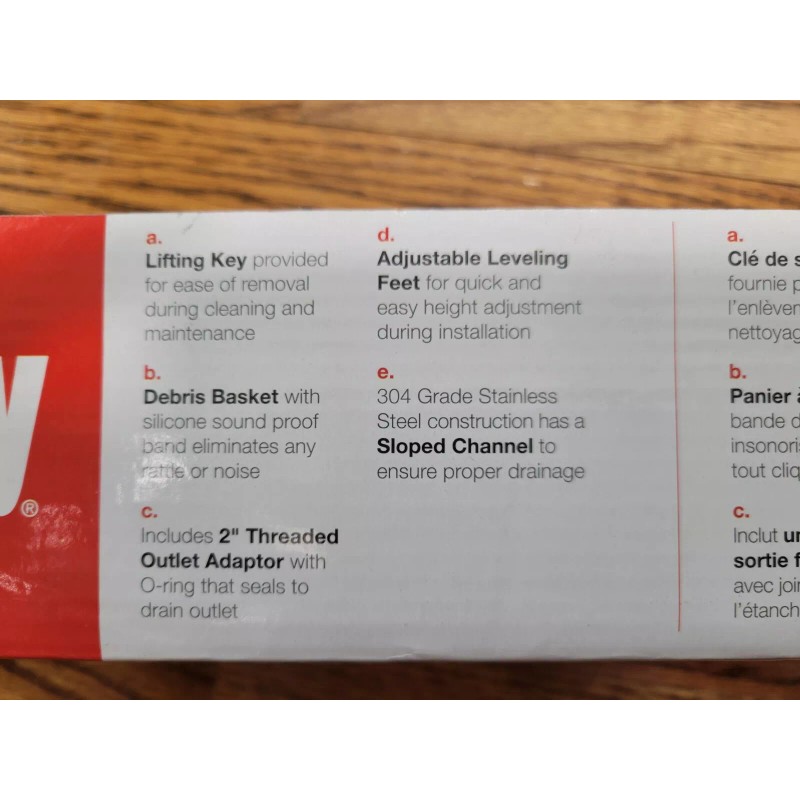 a.
Lifting Key provided
for ease of removal
during cleaning and
maintenance
b.
Debris Basket with
silicone sound proof
band eliminates any
rattle or noise
c.
Includes 2" Threaded
Outlet Adaptor with
O-ring that seals to
drain outlet
d.
Adjustable Leveling
Feet for quick and
easy height adjustment
during installation
e.
304 Grade Stainless
Steel construction has a
Sloped Channel to
ensure proper drainage
a.
Clé de
fournie
l'enlève
nettoyag
b.
Panier
bande
insonori
tout
c.
Inclut
sortie
avec
l'étanch
y®